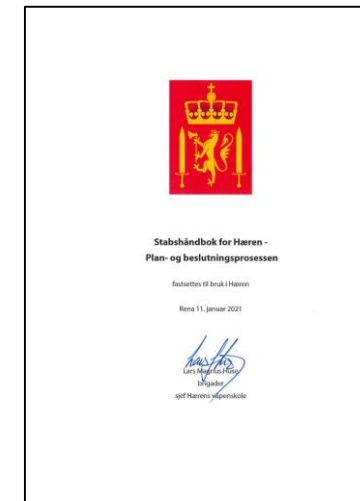 Stabshåndbok for Hæren -
Plan- og beslutningsprosessen
fastsettes til bruk i Hæren
Rena 11. januar 2021
Lars Magnus Huse
brigader
sjef Hærens våpenskole